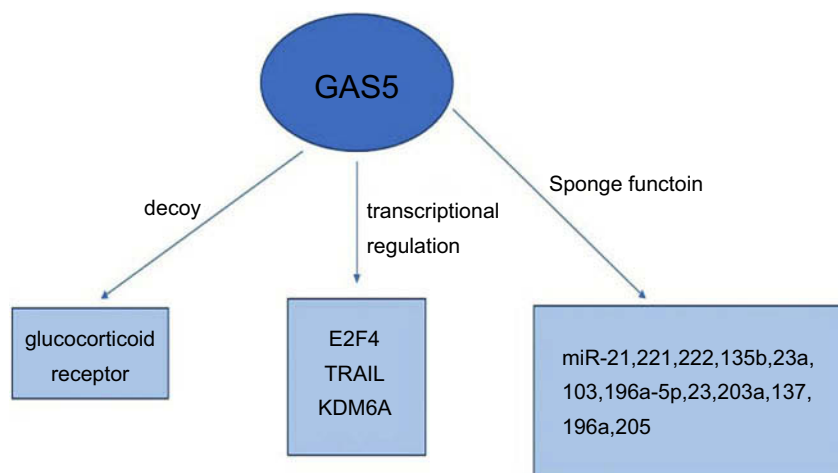 GAS5
decoy
transcriptional
regulation
Sponge functoin
glucocorticoid
receptor
E2F4
TRAIL
KDM6A
miR-21,221,222,135b,23a,
103,196a-5p,23,203a,137,
196a,205